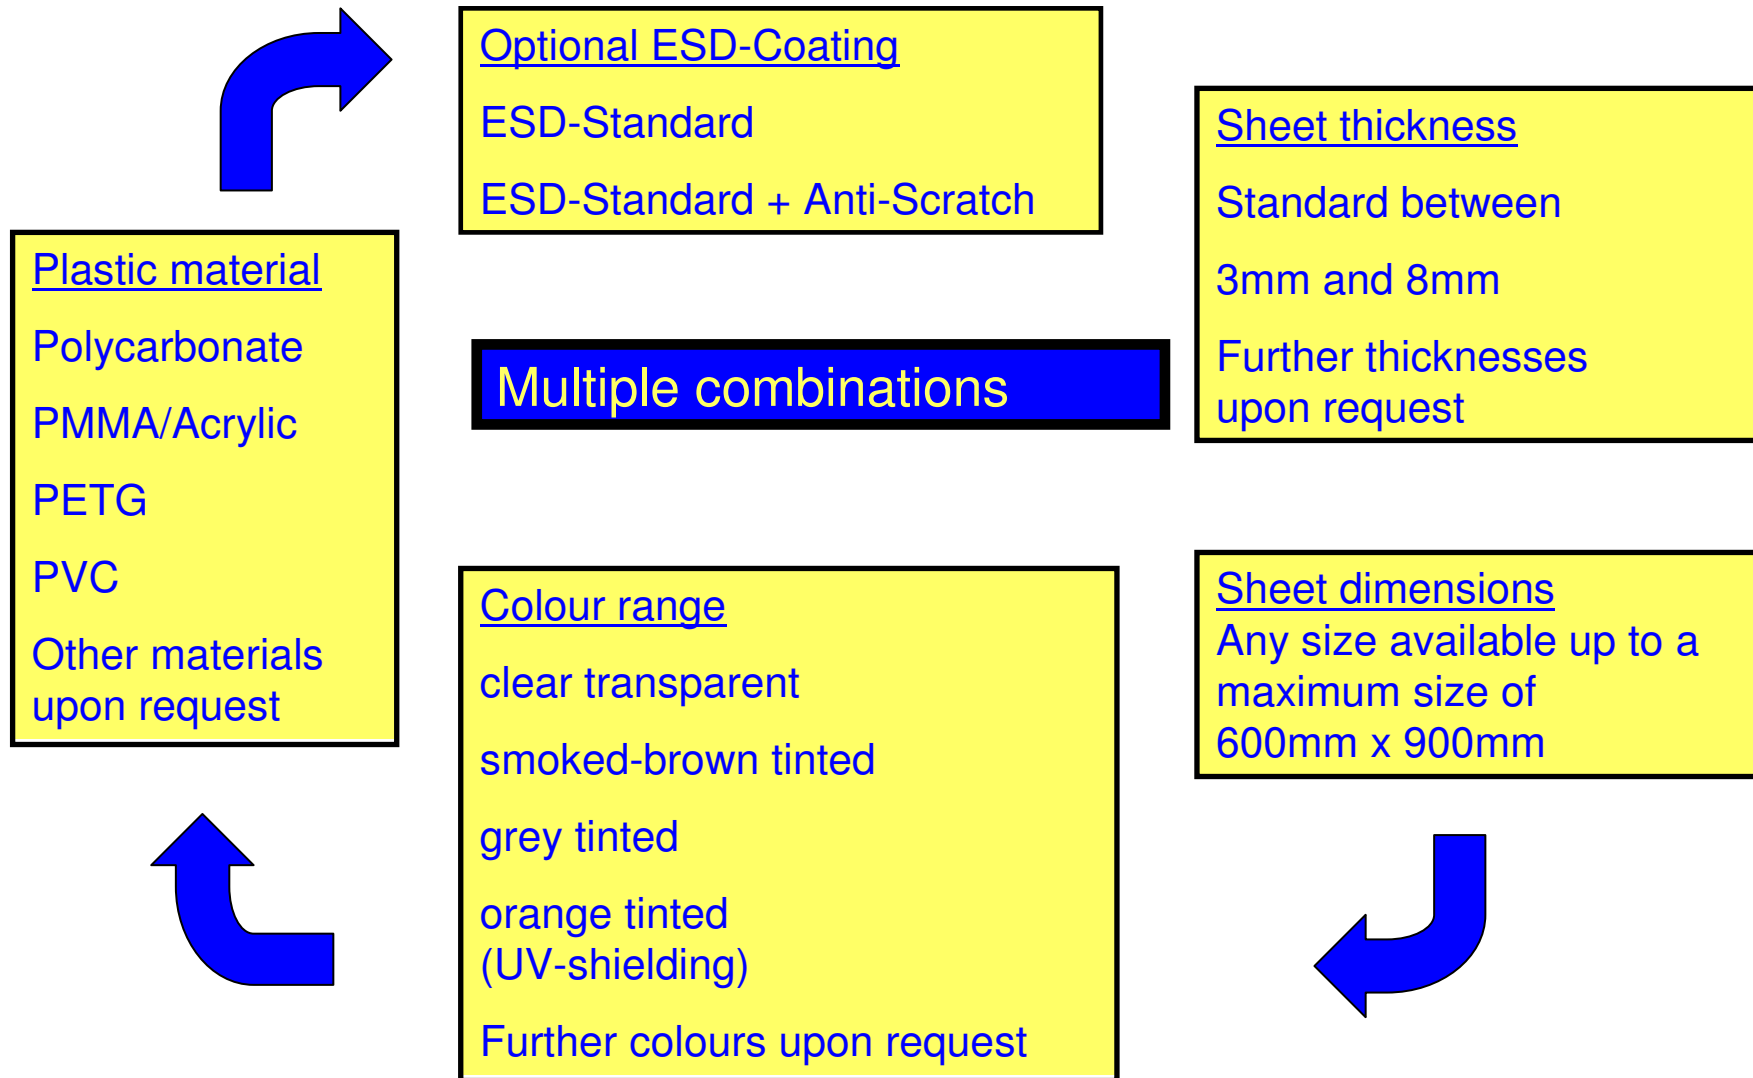 Optional ESD-Coating
ESD-Standard
ESD-Standard + Anti-Scratch
Sheet thickness
Standard between
3mm and 8mm
Further thicknesses
upon request
Plastic material
Polycarbonate
PMMA/Acrylic
PETG
PVC
Other materials
upon request
Multiple combinations
Colour range
clear transparent
smoked-brown tinted
grey tinted
orange tinted
(UV-shielding)
Further colours upon request
Sheet dimensions
Any size available up to a
maximum size of
600mm x 900mm